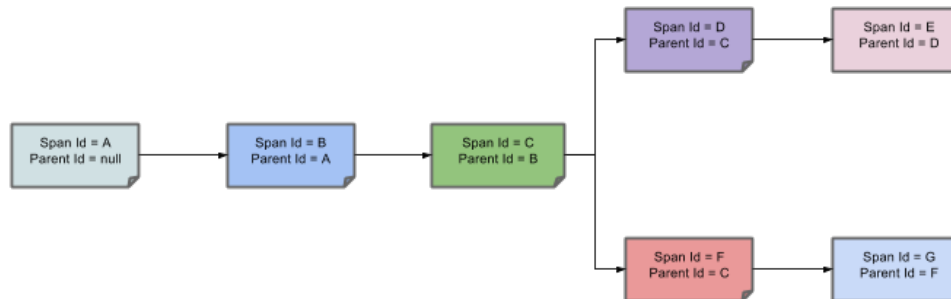 Span Id = A
Parent Id = null
Span Id = B
Parent Id = A
Span Id = C
Parent Id = B
Span Id = D
Parent Id = C
Span Id = E
Parent Id = D
Span Id = F
Parent Id = C
Span Id = G
Parent Id = F